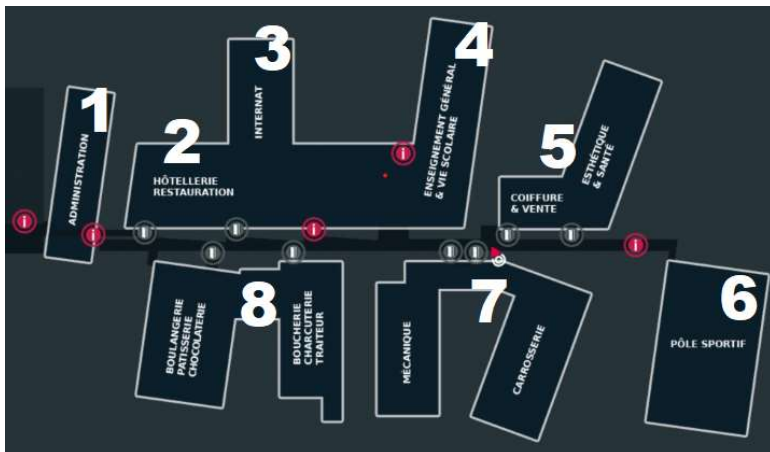 1
ADMINISTRATION
2
HÔTELLERIE
RESTAURATION
3
INTERNAT
4
ENSEIGNEMENT GÉNÉRAL
& VIE SCOLAIRE
5
COIFFURE
& VENTE
ESTHÉTIQUE
& SANTÉ
6
PÔLE SPORTIF
7
MÉCANIQUE
CARROSSERIE
8
BOULANGERIE
PATISSERIE
CHOCOLATERIE
BOUCHERIE
CHARCUTERIE
TRAITEUR
i
i
i
i
i